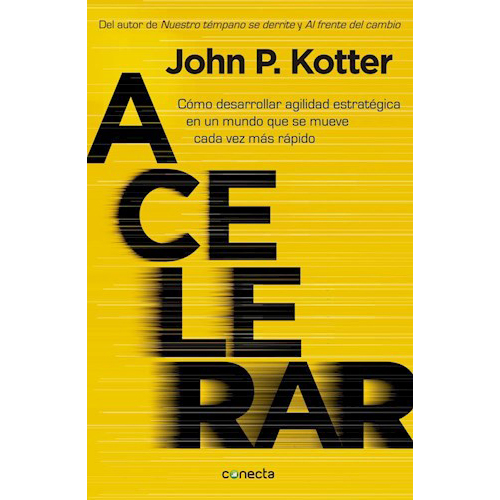 Del autor de Nuestro témpano se derrite y Al frente del cambio
John P. Kotter
Cómo desarrollar agilidad estratégica
en un mundo que se mueve
cada vez más rápido
A
CE
LE
RAR
conecta